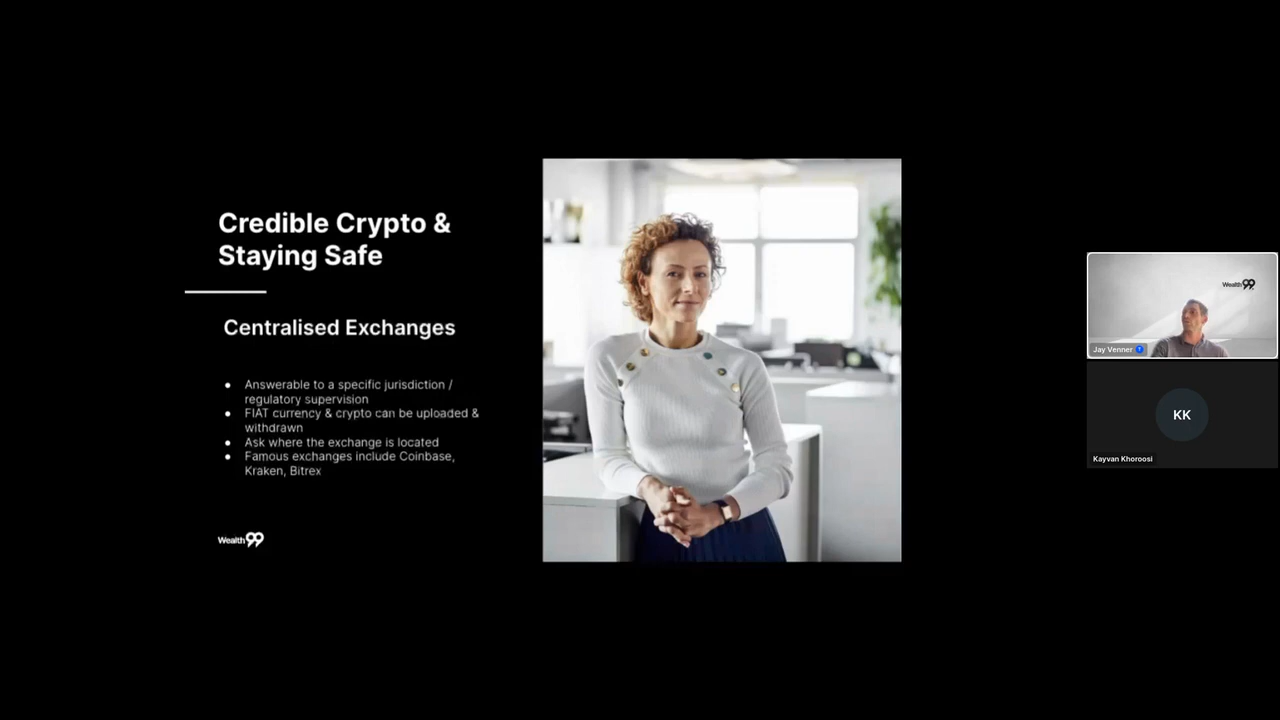 Credible Crypto &
Staying Safe
Centralised Exchanges
● Answerable to a specific jurisdiction /
regulatory supervision
● FIAT currency & crypto can be uploaded &
withdrawn
● Ask where the exchange is located
● Famous exchanges include Coinbase,
Kraken, Bitrex
Wealth99
Wealth99
Jay Venner
KK
Kayvan Khoroosi